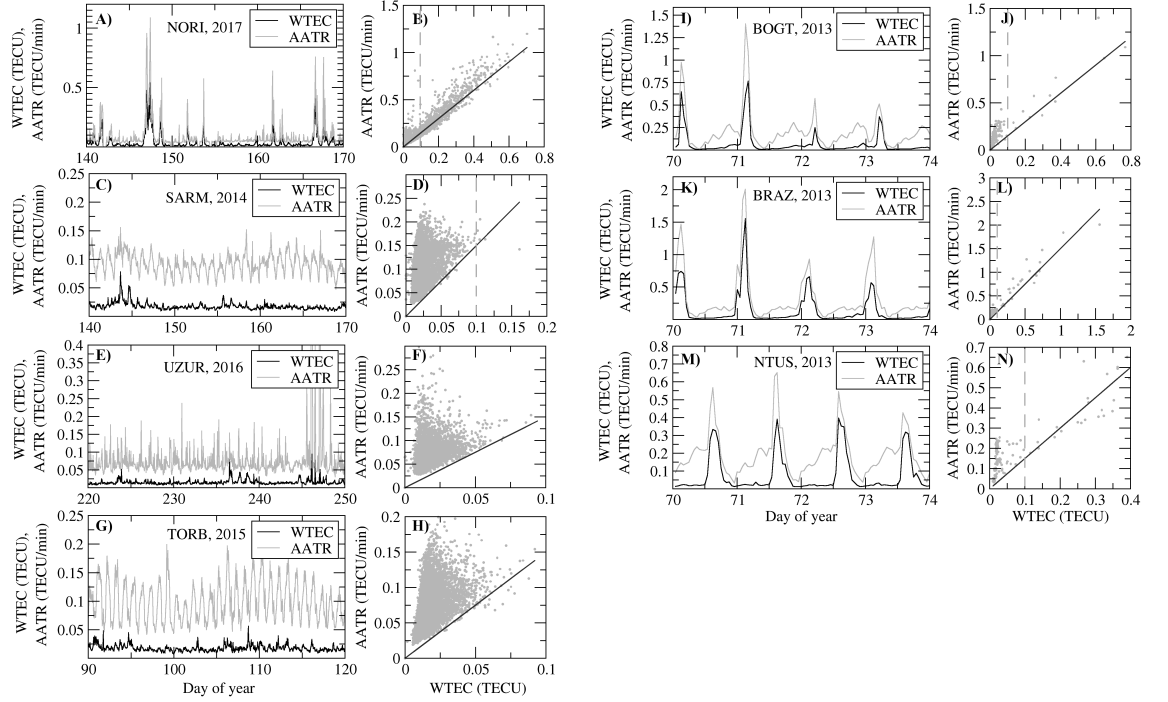 A)
NORI, 2017
WTEC
AATR
WTEC (TECU),
AATR (TECU/min)
1
0.5
140 150 160 170
B)
AATR (TECU/min)
1.5
1
0.5
0
0 0.2 0.4 0.6 0.8
C)
SARM, 2014
WTEC
AATR
WTEC (TECU),
AATR (TECU/min)
0.25
0.2
0.15
0.1
0.05
140 150 160 170
D)
AATR (TECU/min)
0.3
0.25
0.2
0.15
0.1
0.05
0
0 0.05 0.1 0.15 0.2
E)
UZUR, 2016
WTEC
AATR
WTEC (TECU),
AATR (TECU/min)
0.4
0.35
0.3
0.25
0.2
0.15
0.1
0.05
220 230 240 250
F)
AATR (TECU/min)
0.25
0.2
0.15
0.1
0.05
0
0 0.05 0.1
G)
TORB, 2015
WTEC
AATR
WTEC (TECU),
AATR (TECU/min)
0.25
0.2
0.15
0.1
0.05
90 100 110 120
Day of year
H)
AATR (TECU/min)
0.2
0.15
0.1
0.05
0
0 0.05 0.1
WTEC (TECU)
I)
BOGT, 2013
WTEC
AATR
WTEC (TECU),
AATR (TECU/min)
1.5
1.25
1
0.75
0.5
0.25
70 71 72 73 74
J)
AATR (TECU/min)
1.5
1
0.5
0
0 0.2 0.4 0.6 0.8
K)
BRAZ, 2013
WTEC
AATR
WTEC (TECU),
AATR (TECU/min)
2
1.5
1
0.5
70 71 72 73 74
L)
AATR (TECU/min)
3
2.5
2
1.5
1
0.5
0
0 0.5 1 1.5 2
M)
NTUS, 2013
WTEC
AATR
WTEC (TECU),
AATR (TECU/min)
0.8
0.7
0.6
0.5
0.4
0.3
0.2
0.1
70 71 72 73 74
Day of year
N)
AATR (TECU/min)
0.7
0.6
0.5
0.4
0.3
0.2
0.1
0
0 0.1 0.2 0.3 0.4
WTEC (TECU)